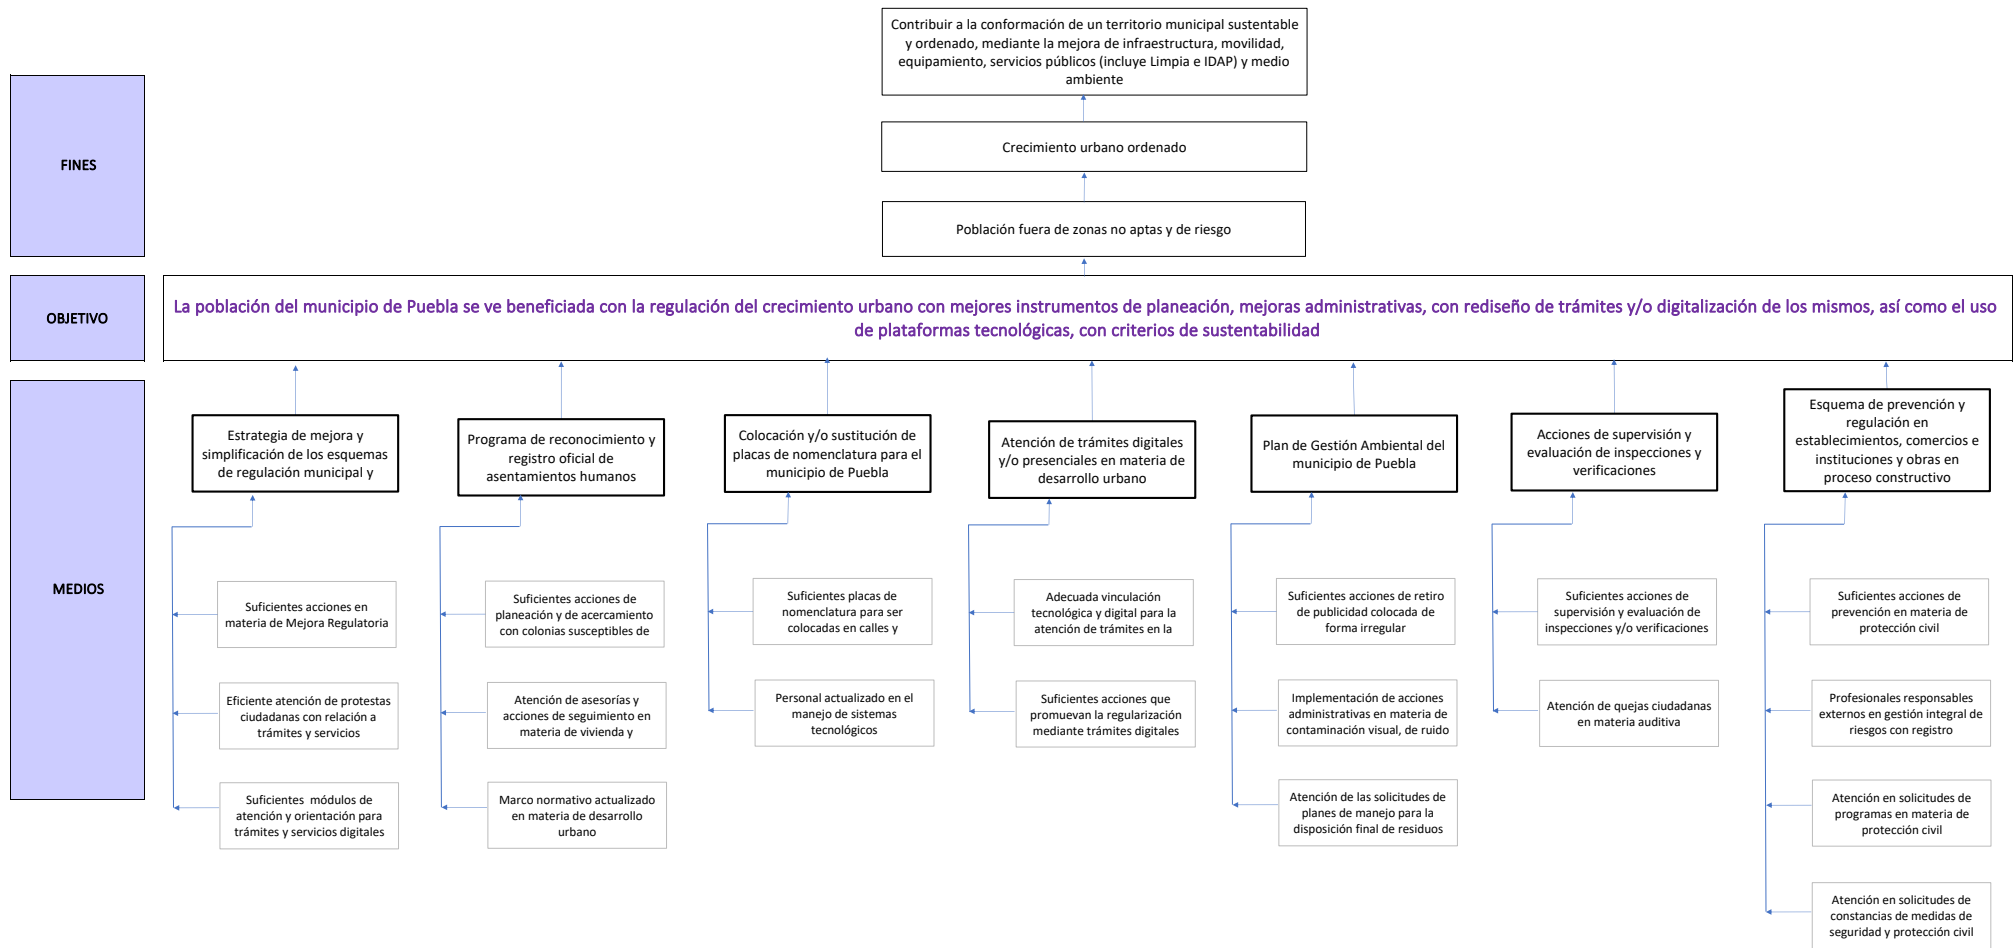 Contribuir a la conformación de un territorio municipal sustentable
y ordenado, mediante la mejora de infraestructura, movilidad,
equipamiento, servicios públicos (incluye Limpia e IDAP) y medio
ambiente
FINES
Crecimiento urbano ordenado
Población fuera de zonas no aptas y de riesgo
OBJETIVO
La población del municipio de Puebla se ve beneficiada con la regulación del crecimiento urbano con mejores instrumentos de planeación, mejoras administrativas, con rediseño de trámites y/o digitalización de los mismos, así como el uso
de plataformas tecnológicas, con criterios de sustentabilidad
MEDIOS
Estrategia de mejora y
simplificación de los esquemas
de regulación municipal y
Programa de reconocimiento y
registro oficial de
asentamientos humanos
Colocación y/o sustitución de
placas de nomenclatura para el
municipio de Puebla
Atención de trámites digitales
y/o presenciales en materia de
desarrollo urbano
Plan de Gestión Ambiental del
municipio de Puebla
Acciones de supervisión y
evaluación de inspecciones y
verificaciones
Esquema de prevención y
regulación en
establecimientos, comercios e
instituciones y obras en
proceso constructivo
Suficientes acciones en
materia de Mejora Regulatoria
Suficientes acciones de
planeación y de acercamiento
con colonias susceptibles de
Suficientes placas de
nomenclatura para ser
colocadas en calles y
Adecuada vinculación
tecnológica y digital para la
atención de trámites en la
Suficientes acciones de retiro
de publicidad colocada de
forma irregular
Suficientes acciones de
supervisión y evaluación de
inspecciones y/o verificaciones
Suficientes acciones de
prevención en materia de
protección civil
Eficiente atención de protestas
ciudadanas con relación a
trámites y servicios
Atención de asesorías y
acciones de seguimiento en
materia de vivienda y
Personal actualizado en el
manejo de sistemas
tecnológicos
Suficientes acciones que
promuevan la regularización
mediante trámites digitales
Implementación de acciones
administrativas en materia de
contaminación visual, de ruido
Atención de quejas ciudadanas
en materia auditiva
Profesionales responsables
externos en gestión integral de
riesgos con registro
Suficientes módulos de
atención y orientación para
trámites y servicios digitales
Marco normativo actualizado
en materia de desarrollo
urbano
Atención de las solicitudes de
planes de manejo para la
disposición final de residuos
Atención en solicitudes de
programas en materia de
protección civil
Atención en solicitudes de
constancias de medidas de
seguridad y protección civil